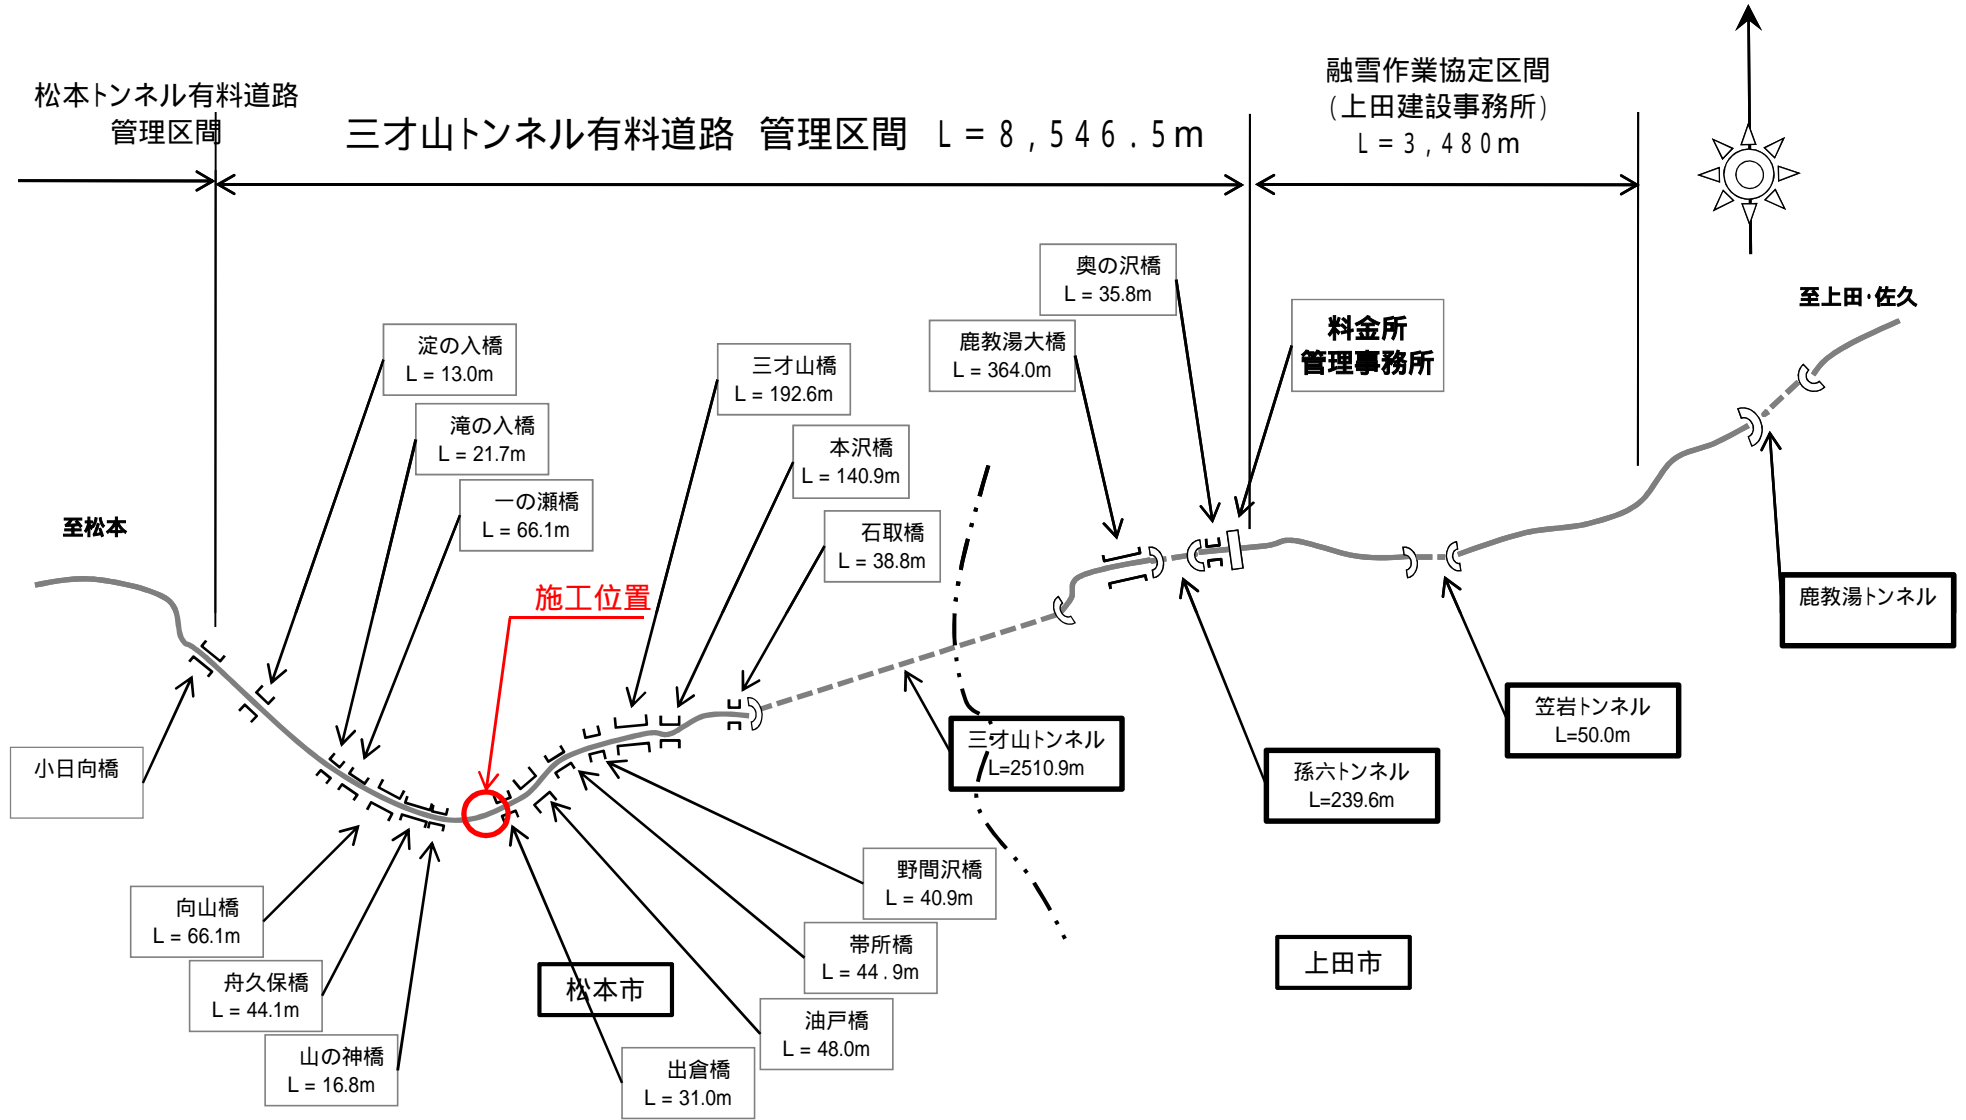 松本トンネル有料道路
管理区間
三才山トンネル有料道路 管理区間 L=8,546.5m
融雪作業協定区間
(上田建設事務所)
L=3,480m
奥の沢橋
L = 35.8m
至上田・佐久
料金所
管理事務所
鹿教湯大橋
L = 364.0m
淀の入橋
L = 13.0m
三才山橋
L = 192.6m
滝の入橋
L = 21.7m
本沢橋
L = 140.9m
一の瀬橋
L = 66.1m
石取橋
L = 38.8m
至松本
施工位置
鹿教湯トンネル
笠岩トンネル
L=50.0m
三才山トンネル
L=2510.9m
孫六トンネル
L=239.6m
小日向橋
野間沢橋
L = 40.9m
向山橋
L = 66.1m
帯所橋
L = 44.9m
舟久保橋
L = 44.1m
松本市
上田市
油戸橋
L = 48.0m
山の神橋
L = 16.8m
出倉橋
L = 31.0m